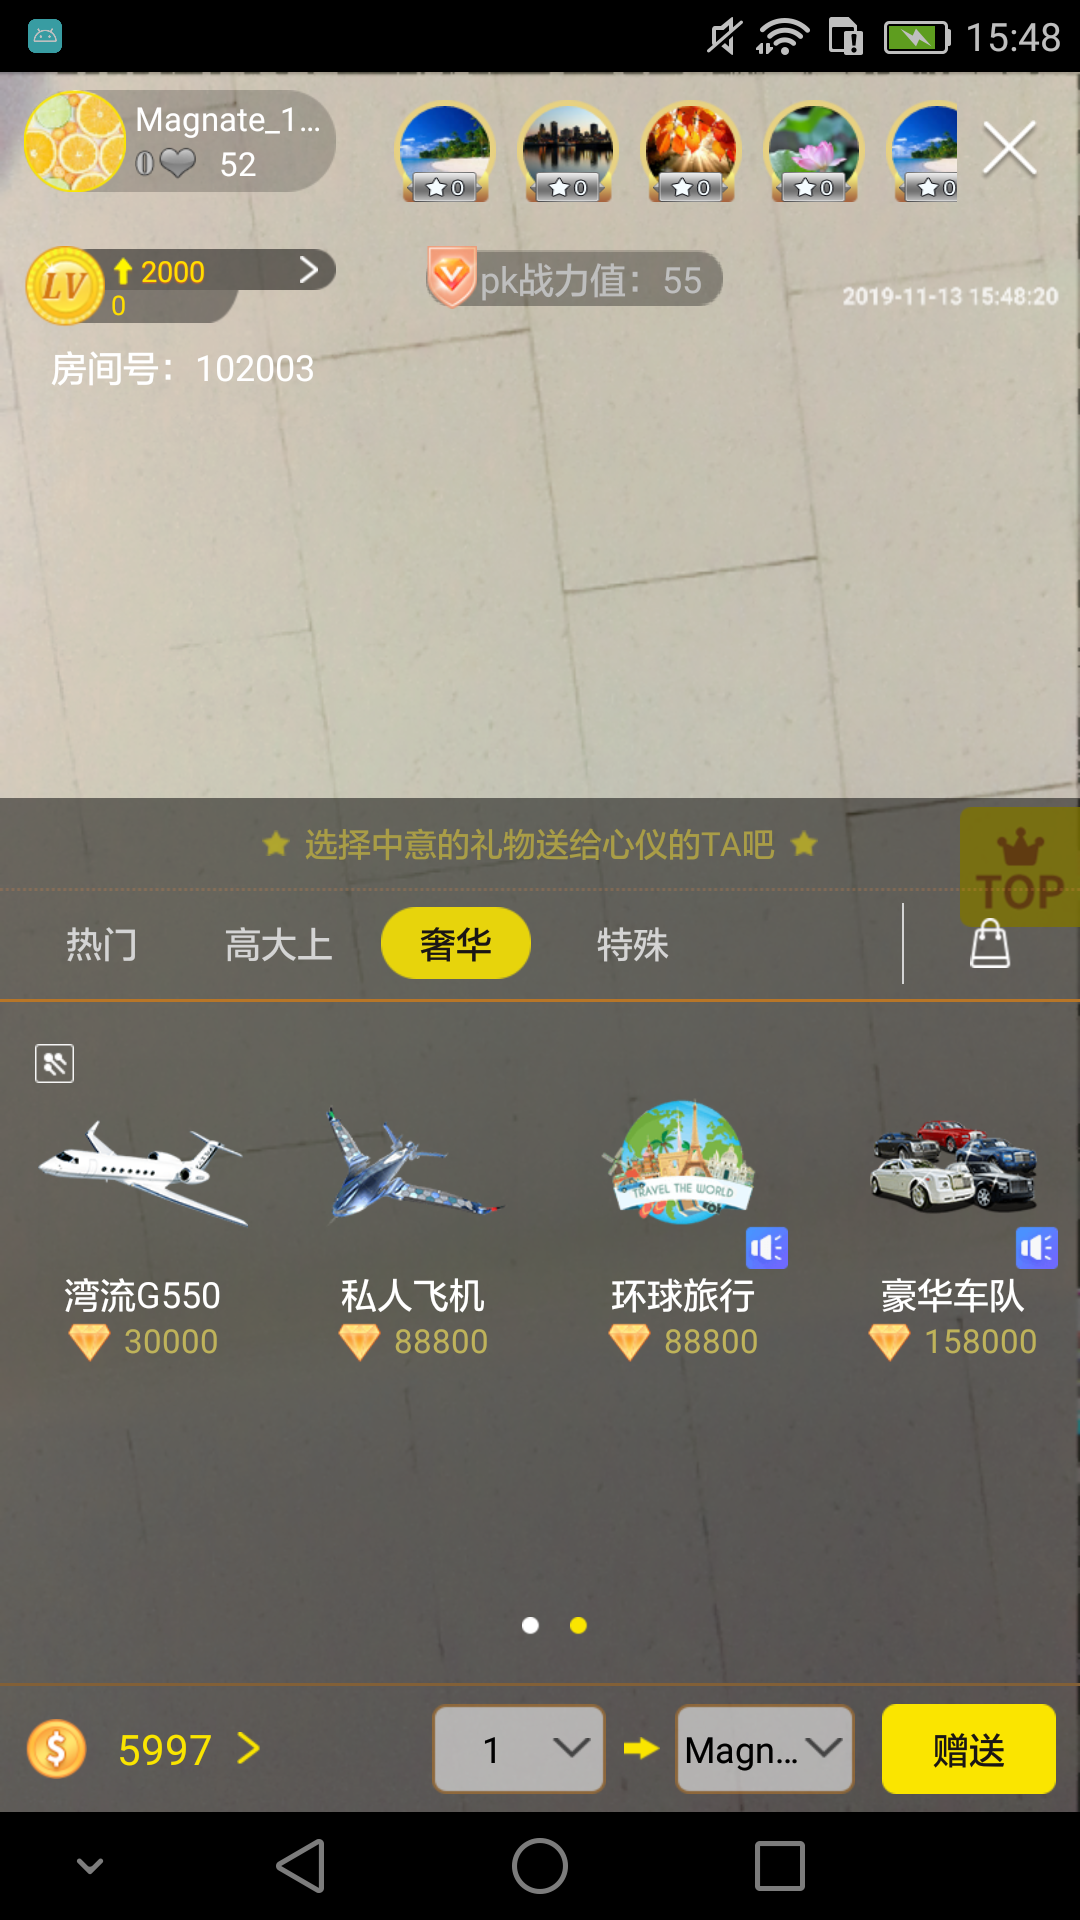 15:48
Magnate_1...
52
0
0
0
0
0
LV
2000
0
pk战力值：55
2019-11-13 15:48:20
房间号：102003
选择中意的礼物送给心仪的TA吧
TOP
热门
高大上
奢华
特殊
TRAVEL THE WORLD
湾流G550
私人飞机
环球旅行
豪华车队
30000
88800
88800
158000
$
5997
1
Magn...
赠送